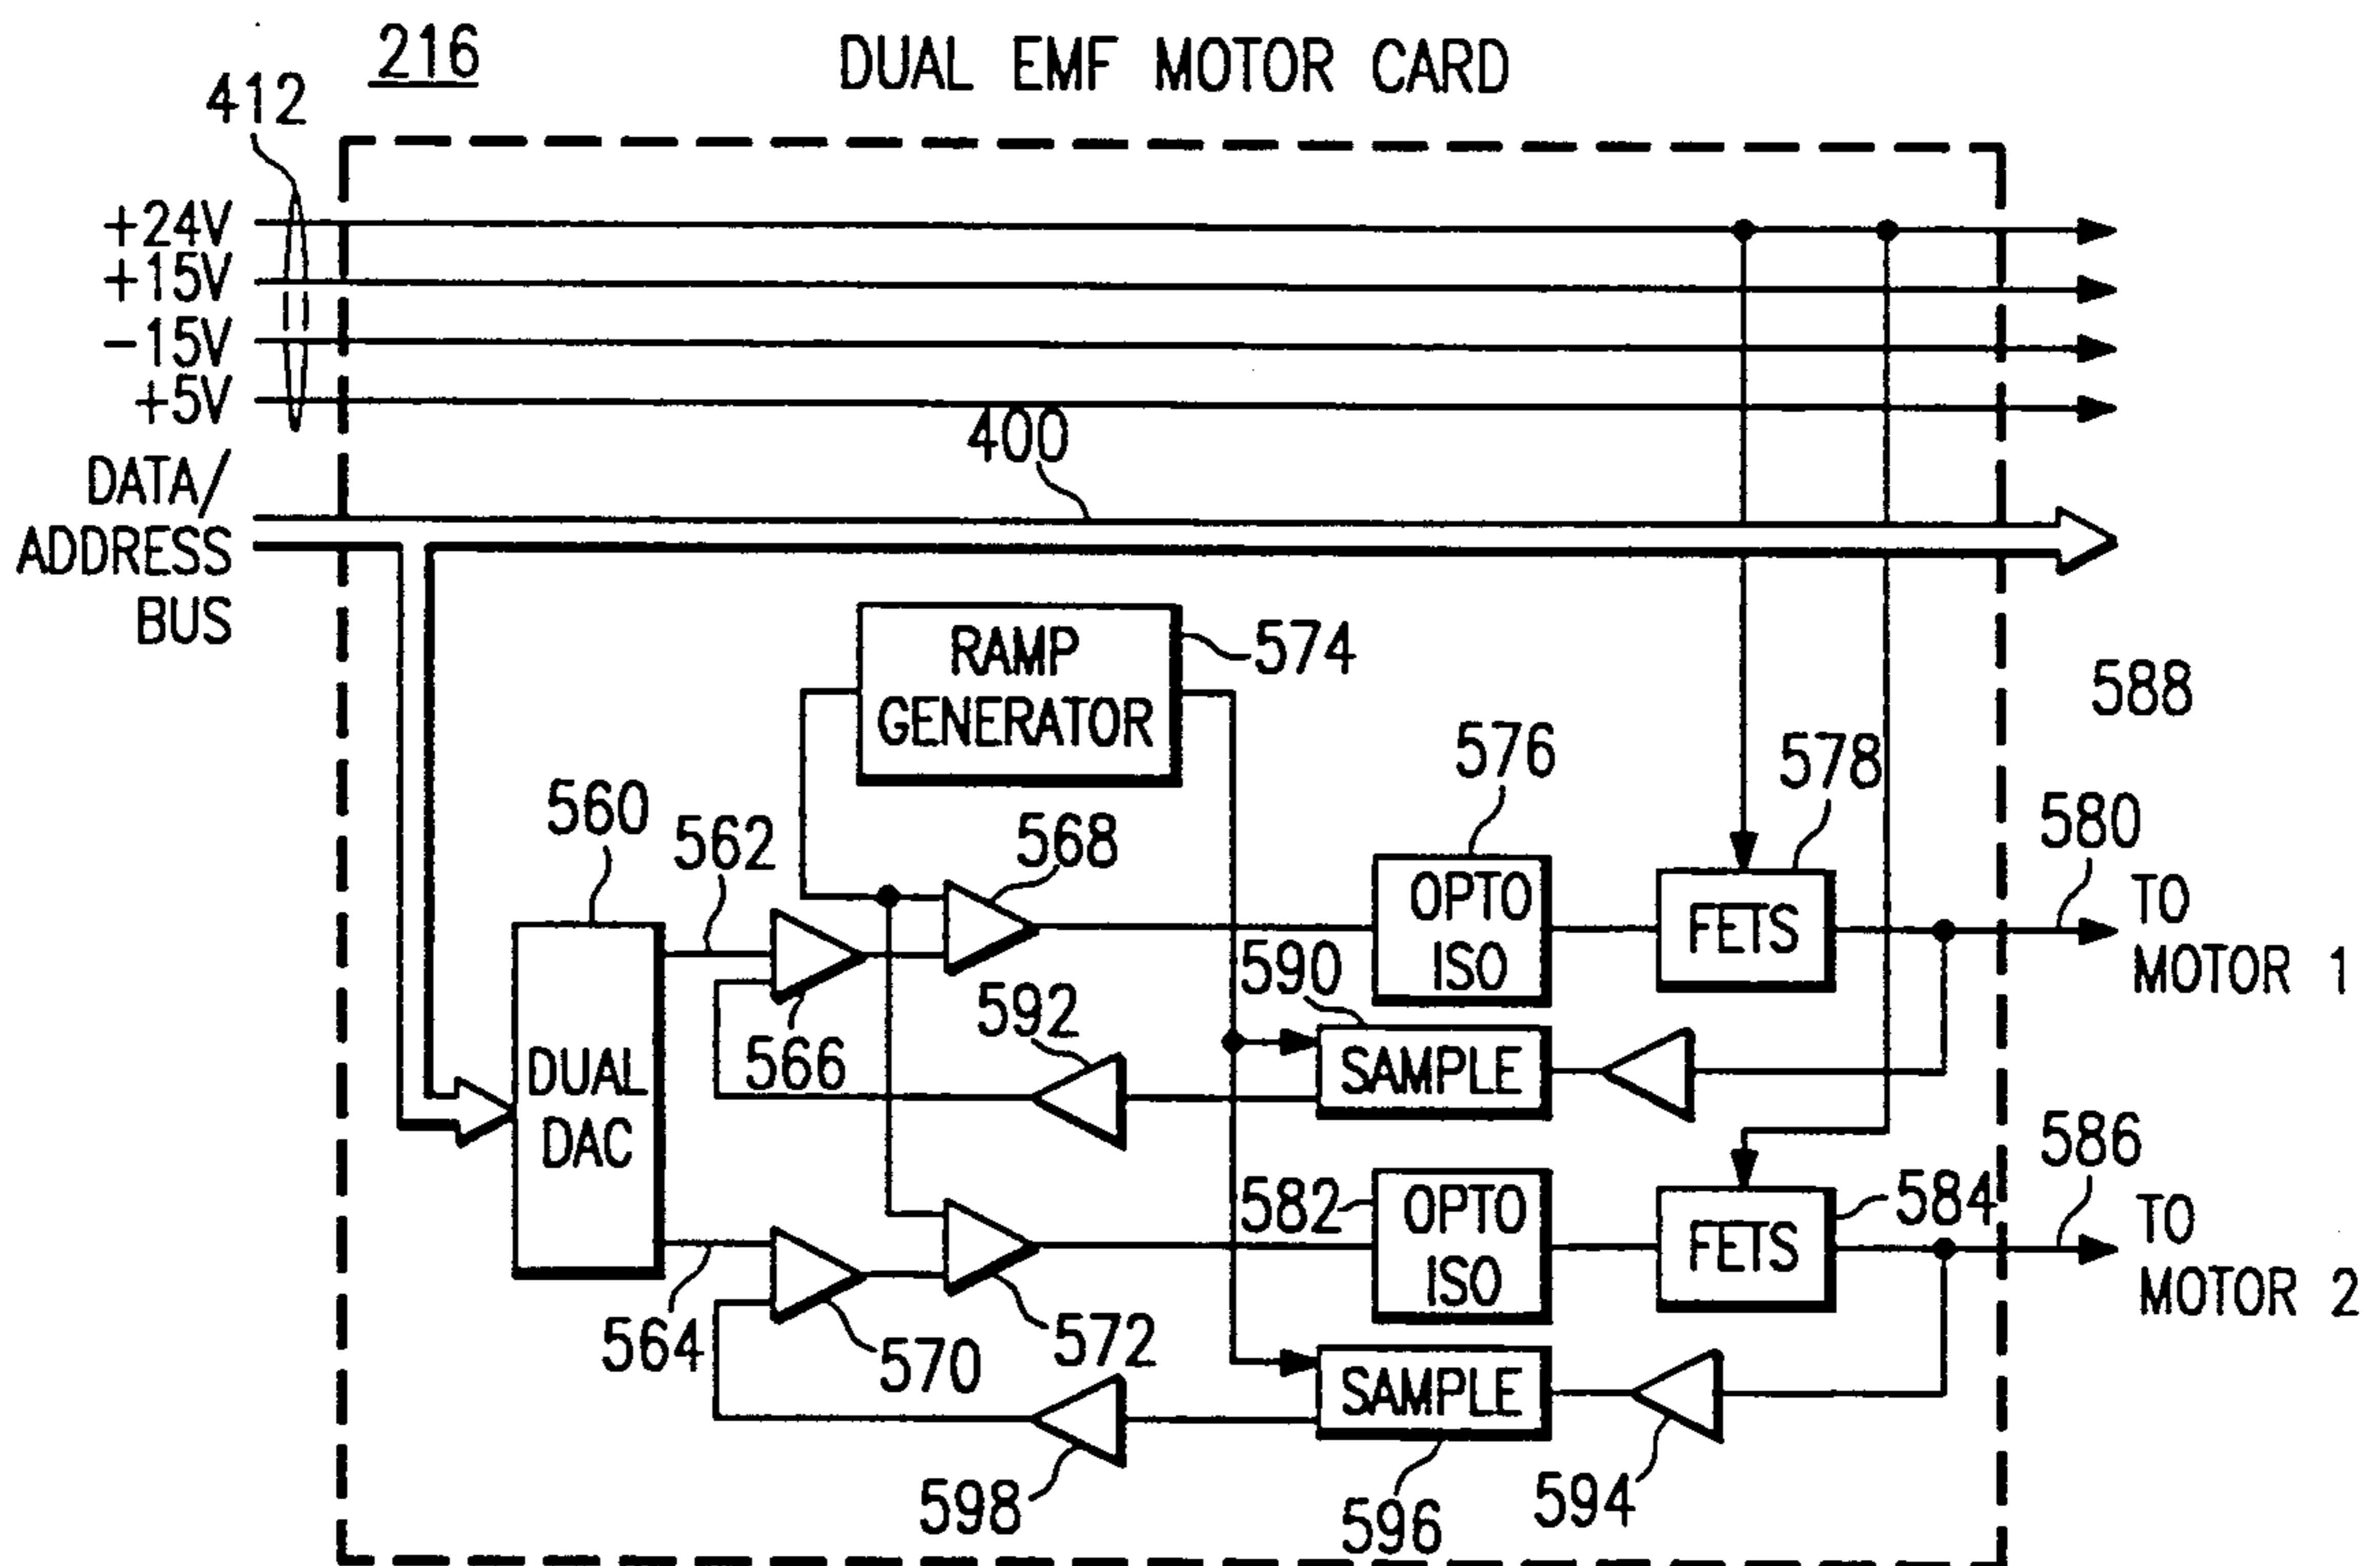 216
DUAL EMF MOTOR CARD
412
+24V
+15V
-15V
+5V
400
DATA/
ADDRESS
BUS
RAMP
GENERATOR
574
588
576
578
560
562
568
580
OPTO
ISO
FETS
TO
MOTOR 1
590
592
566
SAMPLE
DUAL
DAC
586
582
OPTO
ISO
584
FETS
TO
MOTOR 2
564
570
572
SAMPLE
598
596
594